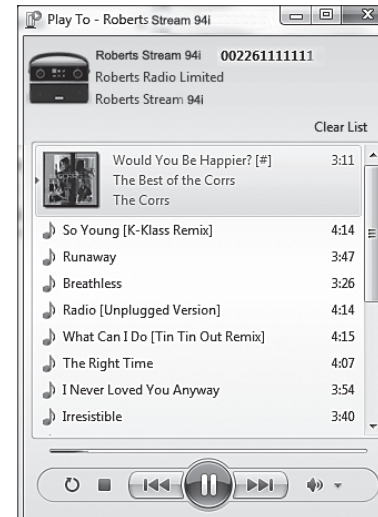 Play To - Roberts Stream 94i
Roberts Stream 94i 002261111111
Roberts Radio Limited
Roberts Stream 94i
Clear List
Would You Be Happier? [#] 3:11
The Best of the Corrs
The Corrs
So Young [K-Klass Remix] 4:14
Runaway 3:47
Breathless 3:26
Radio [Unplugged Version] 4:14
What Can I Do [Tin Tin Out Remix] 4:15
The Right Time 4:07
I Never Loved You Anyway 3:54
Irresistible 3:40